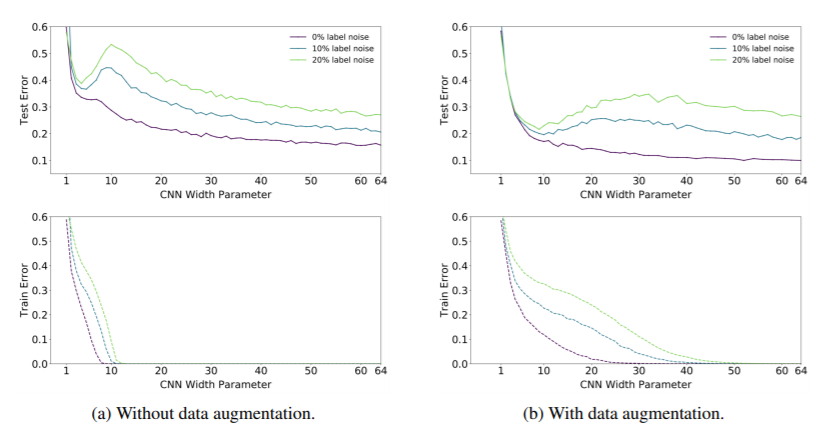 0.6
0.5
0.4
0.3
0.2
0.1
Test Error
0% label noise
10% label noise
20% label noise
1 10 20 30 40 50 60 64
CNN Width Parameter
0.6
0.5
0.4
0.3
0.2
0.1
0.0
Train Error
1 10 20 30 40 50 60 64
CNN Width Parameter
(a) Without data augmentation.
0.6
0.5
0.4
0.3
0.2
0.1
Test Error
0% label noise
10% label noise
20% label noise
1 10 20 30 40 50 60 64
CNN Width Parameter
0.6
0.5
0.4
0.3
0.2
0.1
0.0
Train Error
1 10 20 30 40 50 60 64
CNN Width Parameter
(b) With data augmentation.